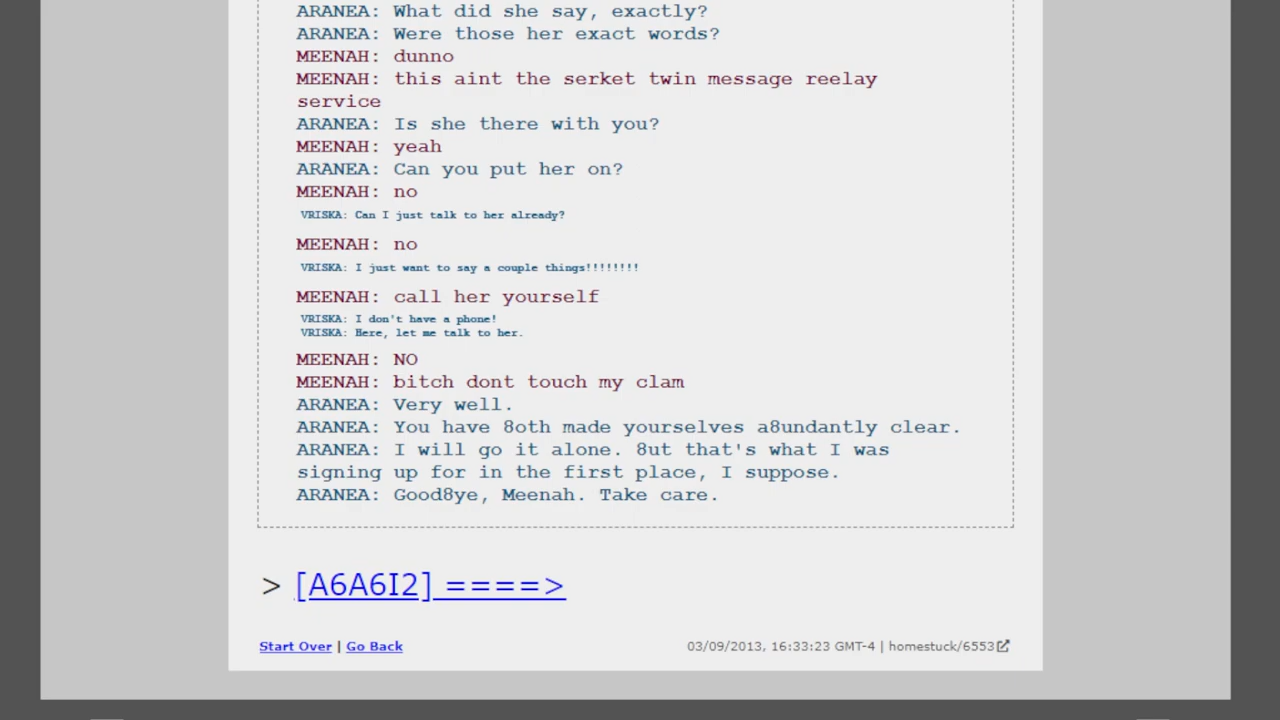 ARANEA: What did she say, exactly?
ARANEA: Were those her exact words?
MEENAH: dunno
MEENAH: this aint the serket twin message reelay
service
ARANEA: Is she there with you?
MEENAH: yeah
ARANEA: Can you put her on?
MEENAH: no
VRISKA: Can I just talk to her already?
MEENAH: no
VRISKA: I just want to say a couple things!!!!!!!!
MEENAH: call her yourself
VRISKA: I don't have a phone!
VRISKA: Here, let me talk to her.
MEENAH: NO
MEENAH: bitch dont touch my clam
ARANEA: Very well.
ARANEA: You have 8oth made yourselves a8undantly clear.
ARANEA: I will go it alone. 8ut that's what I was
signing up for in the first place, I suppose.
ARANEA: Good8ye, Meenah. Take care.
> [A6A6I2] ====>
Start Over | Go Back 03/09/2013, 16:33:23 GMT-4 | homestuck/6553